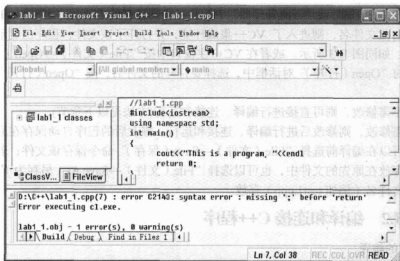 lab1_1 - Microsoft Visual C++ - [lab1_1.cpp]
File Edit View Insert Project Build Tools Window Help
(Globals) [All global members main
//lab1_1.cpp
#include<iostream>
using namespace std;
int main()
{
cout<<"This is a program, "<<endl
return 0;
}
lab1_1 classes
ClassV... FileView
D:\C++\lab1_1.cpp(7) : error C2143: syntax error : missing ';' before 'return'
Error executing cl.exe.
lab1_1.obj - 1 error(s), 0 warning(s)
Build Debug Find in Files 1
Ln 7, Col 38 REC COL OVR READ